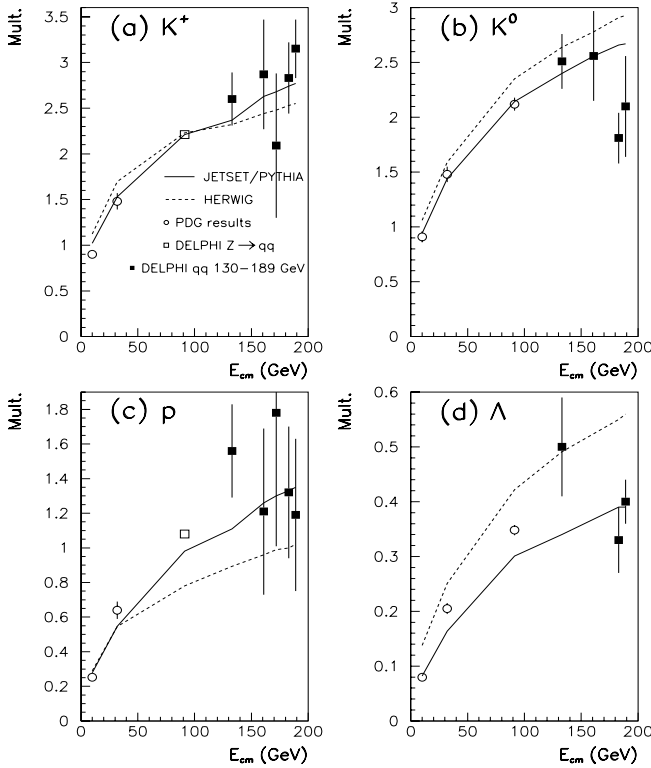 Mult.
(a) K⁺
3.5
3
2.5
2
1.5
1
0.5
0
JETSET/PYTHIA
HERWIG
PDG results
DELPHI Z → qq
DELPHI qq 130−189 GeV
0 50 100 150 200
E_cm (GeV)
Mult.
(b) K⁰
3
2.5
2
1.5
1
0.5
0
0 50 100 150 200
E_cm (GeV)
Mult.
(c) p
1.8
1.6
1.4
1.2
1
0.8
0.6
0.4
0.2
0
0 50 100 150 200
E_cm (GeV)
Mult.
(d) Λ
0.6
0.5
0.4
0.3
0.2
0.1
0
0 50 100 150 200
E_cm (GeV)